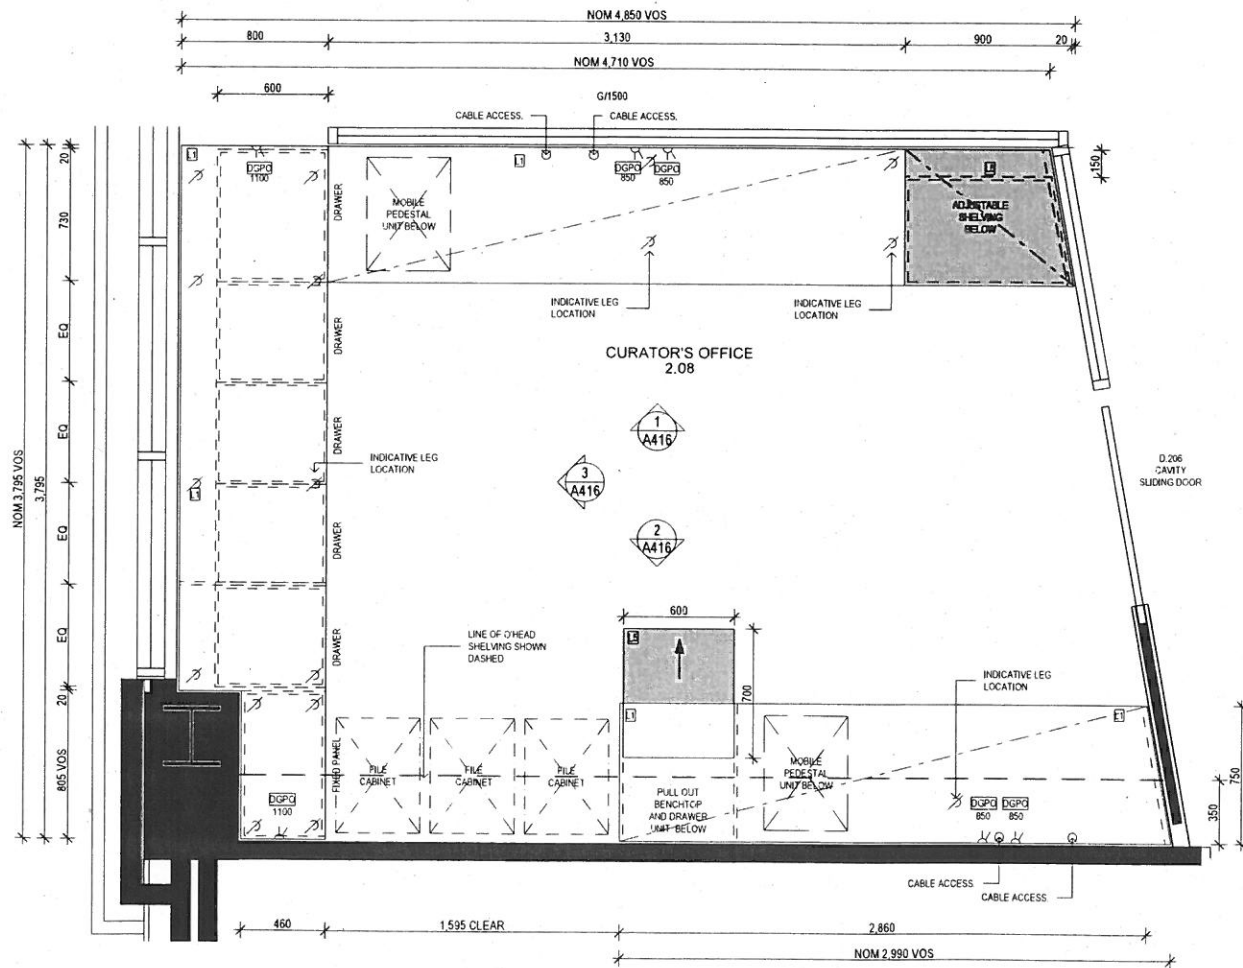 NOM 4,850 VOS
800
3,130
900
20
NOM 4,710 VOS
600
G/1500
CABLE ACCESS.
CABLE ACCESS.
20
L1
DGPO
1100
L1
DGPO
850
DGPO
850
150
DRAWER
MOBILE
PEDESTAL
UNIT BELOW
ADJUSTABLE
SHELVING
BELOW
730
INDICATIVE LEG
LOCATION
INDICATIVE LEG
LOCATION
EQ
DRAWER
CURATOR'S OFFICE
2.08
1
A416
EQ
DRAWER
INDICATIVE LEG
LOCATION
3
A416
D.206
CAVITY
SLIDING DOOR
NOM 3,795 VOS
3,795
L1
2
A416
EQ
DRAWER
600
EQ
DRAWER
LINE OF O'HEAD
SHELVING SHOWN
DASHED
L5
INDICATIVE LEG
LOCATION
700
20
L1
L1
805 VOS
FIXED PANEL
FILE
CABINET
FILE
CABINET
FILE
CABINET
MOBILE
PEDESTAL
UNIT BELOW
750
DGPO
1100
PULL OUT
BENCHTOP
AND DRAWER
UNIT BELOW
DGPO
850
DGPO
850
350
CABLE ACCESS
CABLE ACCESS.
460
1,595 CLEAR
2,860
NOM 2,990 VOS